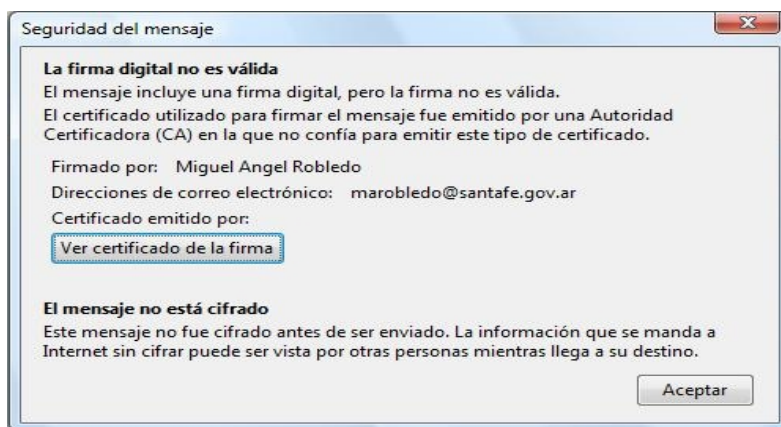 Seguridad del mensaje
La firma digital no es válida
El mensaje incluye una firma digital, pero la firma no es válida.
El certificado utilizado para firmar el mensaje fue emitido por una Autoridad
Certificadora (CA) en la que no confía para emitir este tipo de certificado.
Firmado por: Miguel Angel Robledo
Direcciones de correo electrónico: marobledo@santafe.gov.ar
Certificado emitido por:
Ver certificado de la firma
El mensaje no está cifrado
Este mensaje no fue cifrado antes de ser enviado. La información que se manda a
Internet sin cifrar puede ser vista por otras personas mientras llega a su destino.
Aceptar